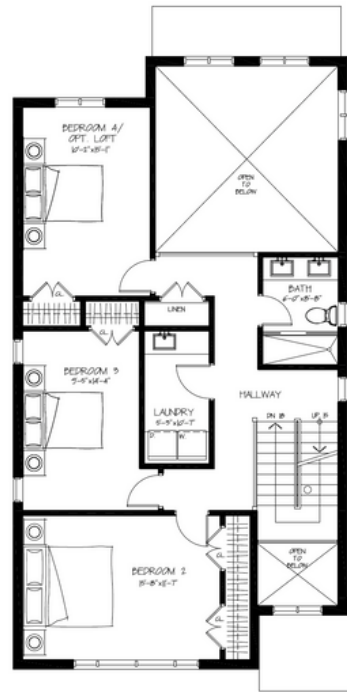 BEDROOM 4/
OPT. LOFT
OPEN
TO
BELOW
BATH
CL.
CL.
LINEN
BEDROOM 3
HALLWAY
LAUNDRY
DN
UP
D.
W.
OPEN
TO
BELOW
BEDROOM 2
CL.
CL.